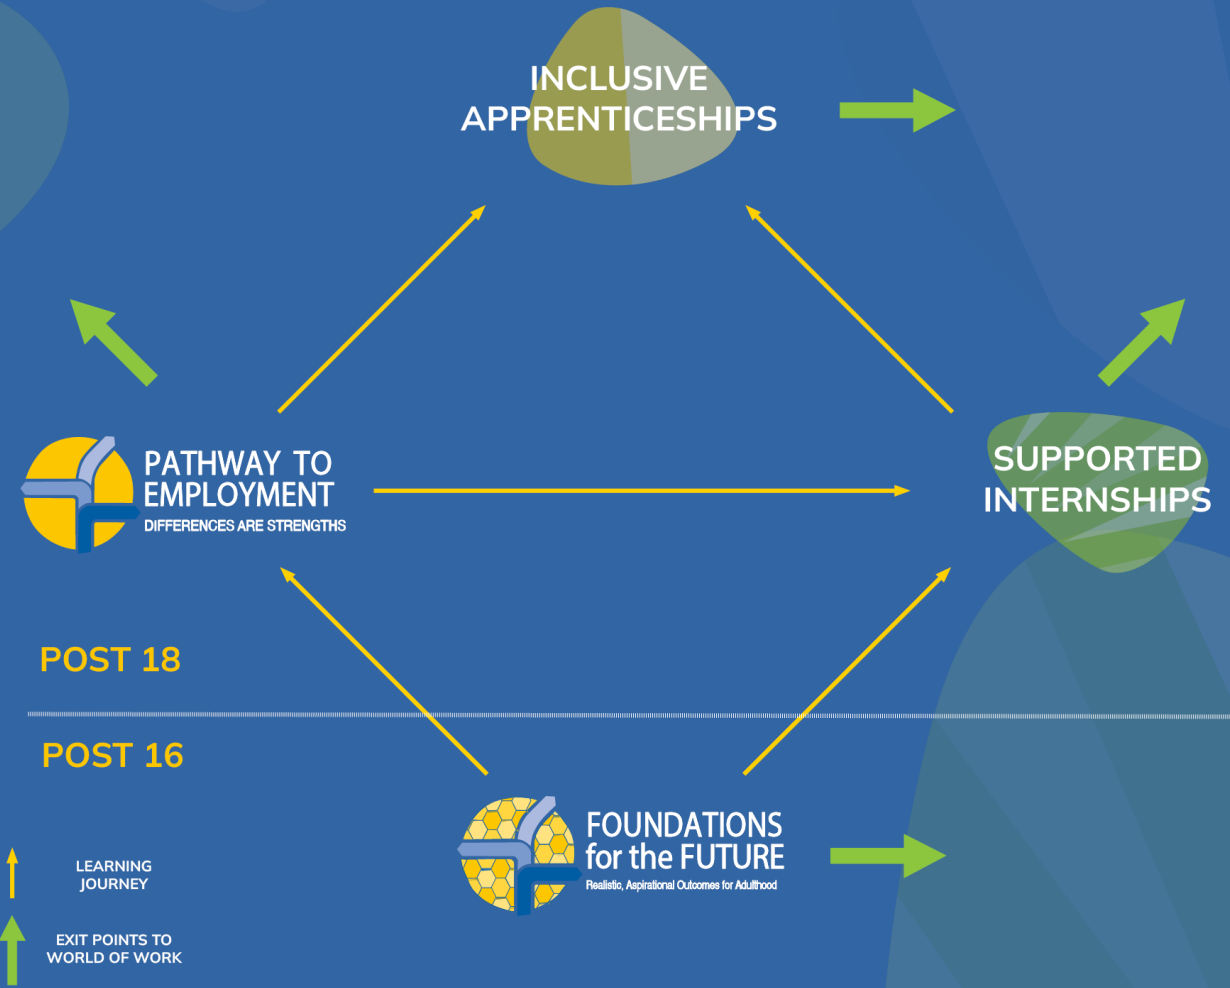 INCLUSIVE
APPRENTICESHIPS
PATHWAY TO
EMPLOYMENT
DIFFERENCES ARE STRENGTHS
SUPPORTED
INTERNSHIPS
POST 18
POST 16
FOUNDATIONS
for the FUTURE
Realistic, Aspirational Outcomes for Adulthood
LEARNING
JOURNEY
EXIT POINTS TO
WORLD OF WORK